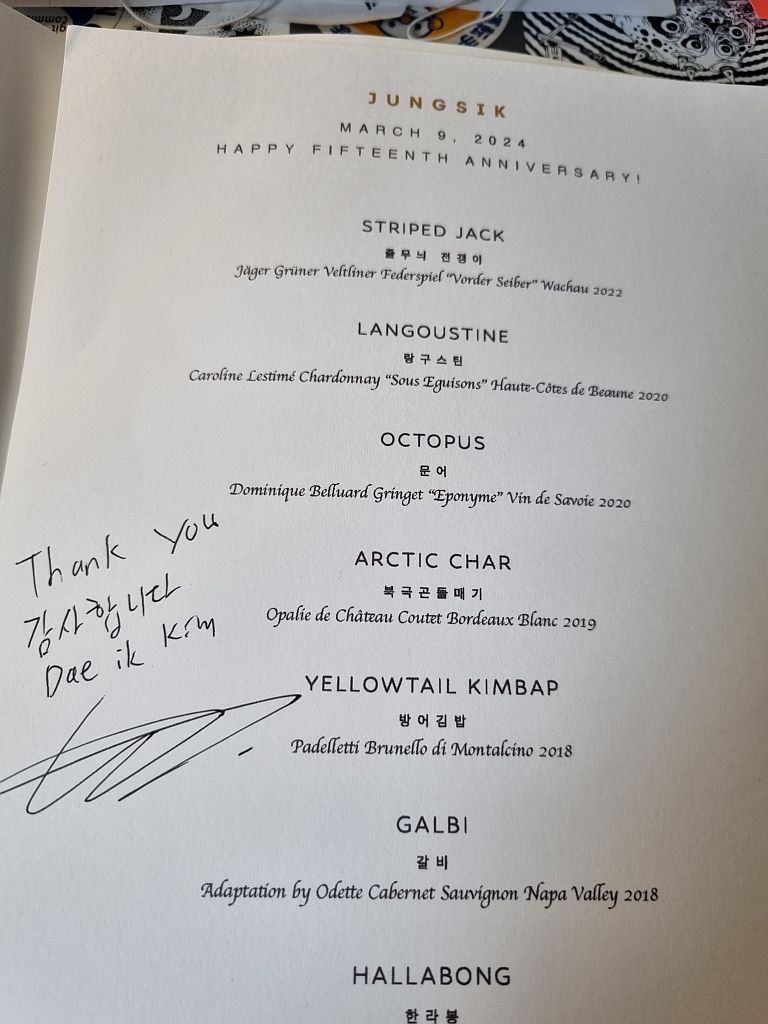 JUNGSIK
MARCH 9, 2024
HAPPY FIFTEENTH ANNIVERSARY!
STRIPED JACK
줄무늬 전갱이
Jäger Grüner Veltliner Federspiel "Vorder Seiber" Wachau 2022
LANGOUSTINE
랑구스틴
Caroline Lestimé Chardonnay "Sous Eguisons" Haute-Côtes de Beaune 2020
OCTOPUS
문어
Dominique Belluard Gringet "Eponyme" Vin de Savoie 2020
ARCTIC CHAR
북극곤들매기
Opalie de Château Coutet Bordeaux Blanc 2019
YELLOWTAIL KIMBAP
방어김밥
Padelletti Brunello di Montalcino 2018
GALBI
갈비
Adaptation by Odette Cabernet Sauvignon Napa Valley 2018
HALLABONG
한라봉
Thank you
감사합니다
Dae ik Kim